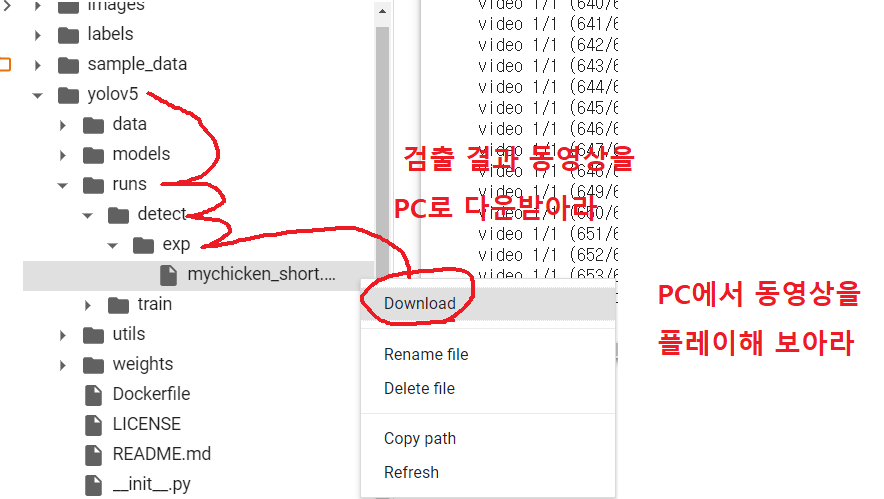 images
labels
sample_data
yolov5
data
models
runs
detect
exp
mychicken_short....
train
utils
weights
Dockerfile
LICENSE
README.md
__init__.py
video 1/1 (640/6
video 1/1 (641/6
video 1/1 (642/6
video 1/1 (643/6
video 1/1 (644/6
video 1/1 (645/6
video 1/1 (646/6
video 1/1 (647/6
video 1/1 (648/6
video 1/1 (649/6
video 1/1 (650/6
video 1/1 (651/6
video 1/1 (652/6
video 1/1 (653/6
검출 결과 동영상을
PC로 다운받아라
Download
Rename file
Delete file
Copy path
Refresh
PC에서 동영상을
플레이해 보아라